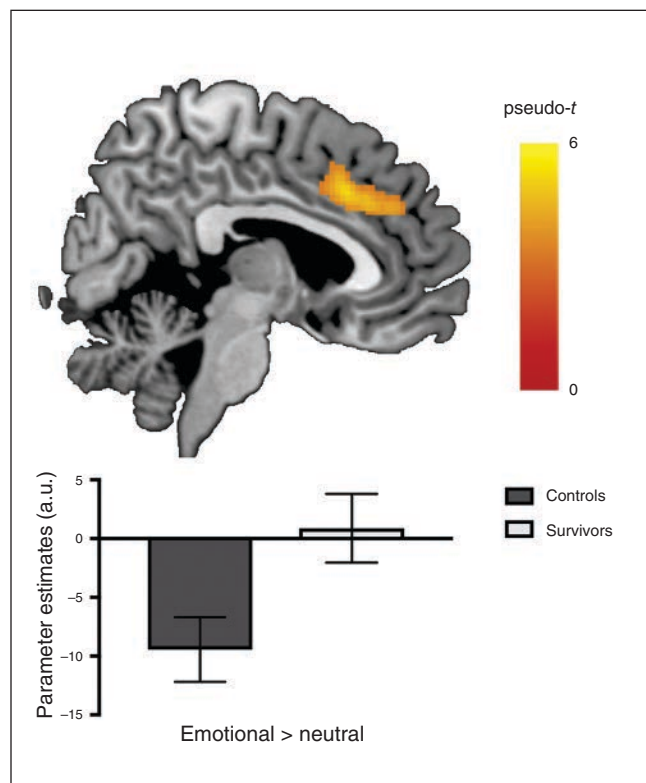 pseudo-t
6
0
Parameter estimates (a.u.)
5
0
−5
−10
−15
Controls
Survivors
Emotional > neutral